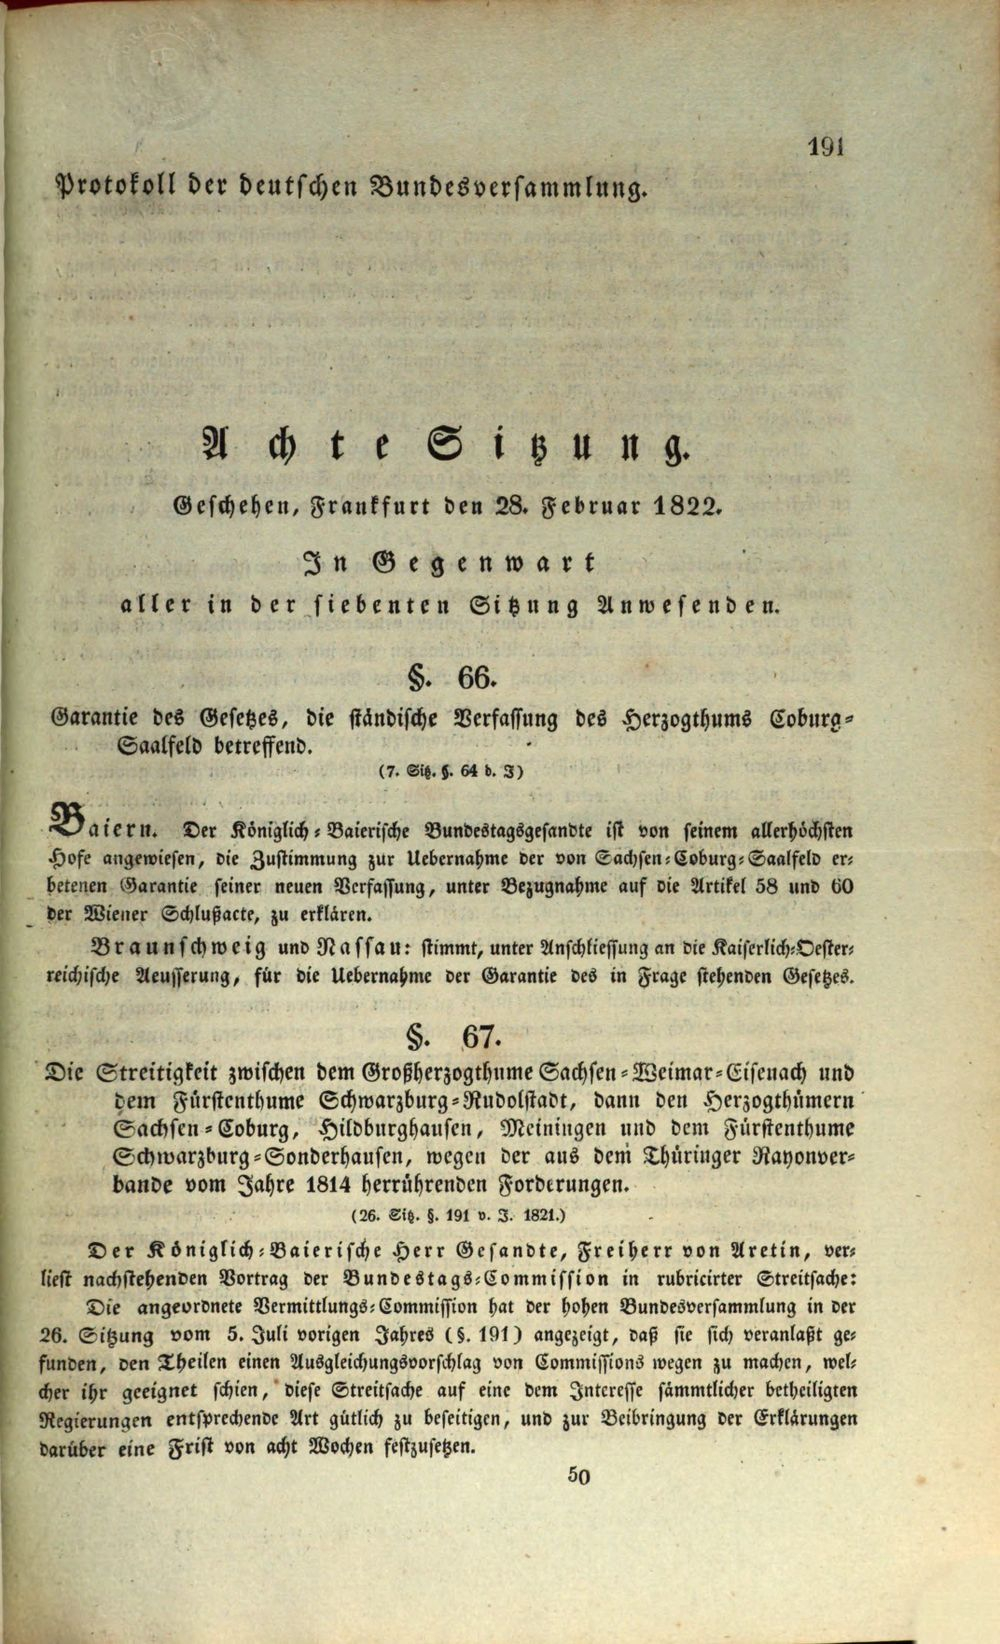 191
Protokoll der deutschen Bundesversammlung.
Achte Sitzung.
Geschehen, Frankfurt den 28. Februar 1822.
In Gegenwart
aller in der siebenten Sitzung Anwesenden.
§. 66.
Garantie des Gesetzes, die ständische Verfassung des Herzogthums Coburg-
Saalfeld betreffend.
(7. Sitz. §. 64 d. J)
Baiern. Der Königlich-Baierische Bundestagsgesandte ist von seinem allerhöchsten
Hofe angewiesen, die Zustimmung zur Uebernahme der von Sachsen-Coburg-Saalfeld er-
betenen Garantie seiner neuen Verfassung, unter Bezugnahme auf die Artikel 58 und 60
der Wiener Schlußacte, zu erklären.
Braunschweig und Nassau: stimmt, unter Anschliessung an die Kaiserlich-Oester-
reichische Aeusserung, für die Uebernahme der Garantie des in Frage stehenden Gesetzes.
§. 67.
Die Streitigkeit zwischen dem Großherzogthume Sachsen-Weimar-Eisenach und
dem Fürstenthume Schwarzburg-Rudolstadt, dann den Herzogthümern
Sachsen-Coburg, Hildburghausen, Meiningen und dem Fürstenthume
Schwarzburg-Sonderhausen, wegen der aus dem Thüringer Rayonver-
bande vom Jahre 1814 herrührenden Forderungen.
(26. Sitz. §. 191 v. J. 1821.)
Der Königlich-Baierische Herr Gesandte, Freiherr von Aretin, ver-
liest nachstehenden Vortrag der Bundestags-Commission in rubricirter Streitsache:
Die angeordnete Vermittlungs-Commission hat der hohen Bundesversammlung in der
26. Sitzung vom 5. Juli vorigen Jahres (§. 191) angezeigt, daß sie sich veranlaßt ge-
funden, den Theilen einen Ausgleichungsvorschlag von Commissions wegen zu machen, wel-
cher ihr geeignet schien, diese Streitsache auf eine dem Interesse sämmtlicher betheiligten
Regierungen entsprechende Art gütlich zu beseitigen, und zur Beibringung der Erklärungen
darüber eine Frist von acht Wochen festzusetzen.
50